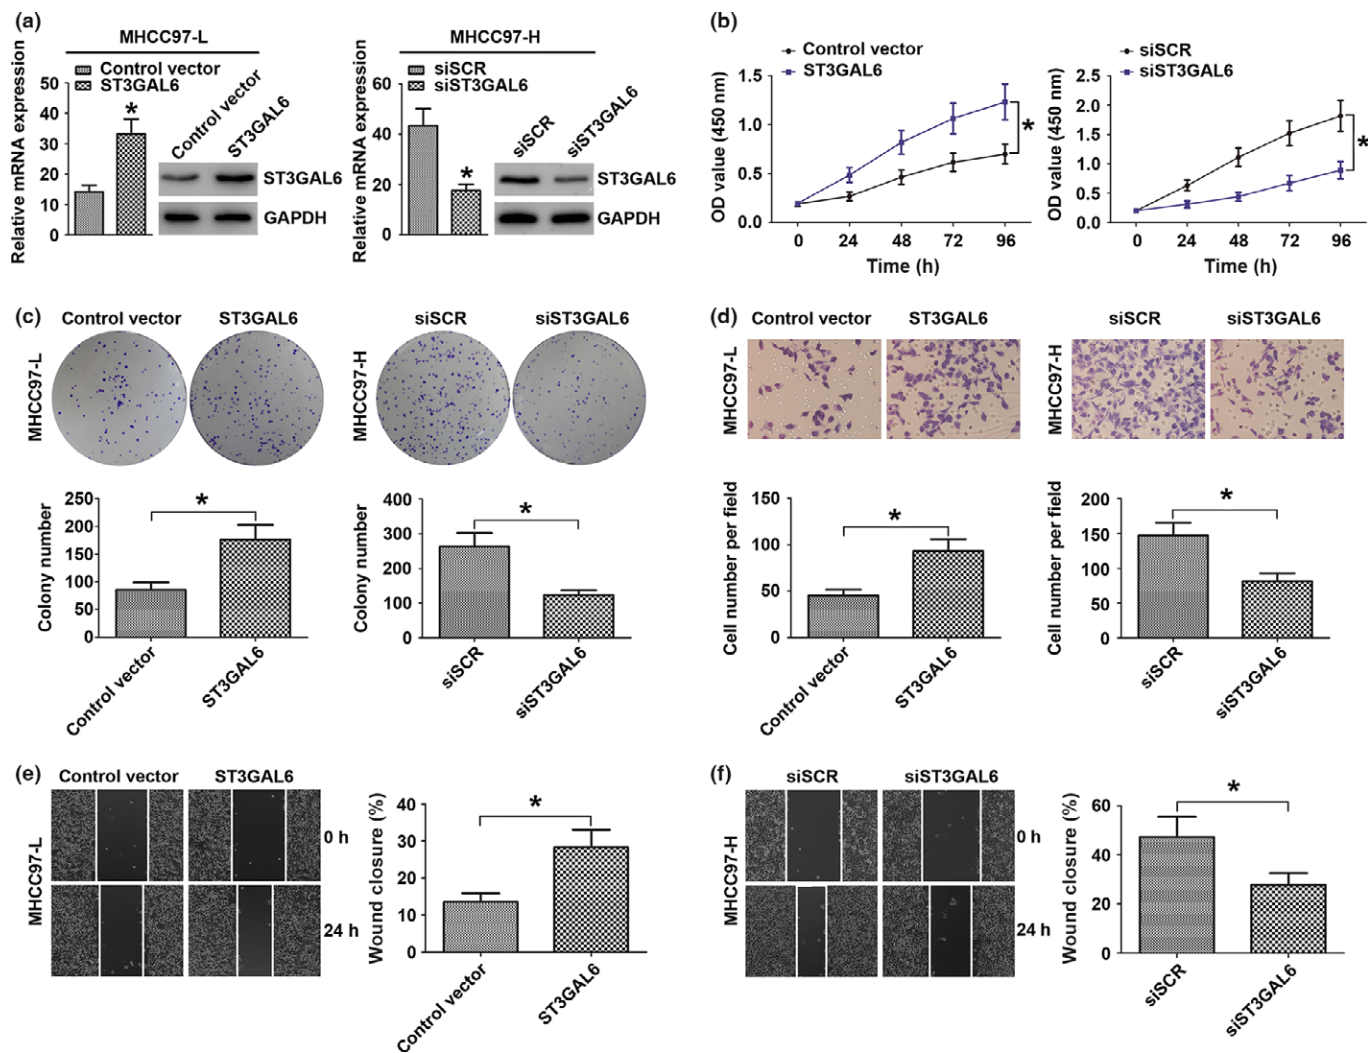 (a)
MHCC97-L
Relative mRNA expression
50
40
30
20
10
0
Control vector
ST3GAL6
*
Control vector
ST3GAL6
ST3GAL6
GAPDH
MHCC97-H
Relative mRNA expression
60
40
20
0
siSCR
siST3GAL6
*
siSCR
siST3GAL6
ST3GAL6
GAPDH
(b)
Control vector
ST3GAL6
OD value (450 nm)
1.5
1.0
0.5
0.0
*
0 24 48 72 96
Time (h)
siSCR
siST3GAL6
OD value (450 nm)
2.5
2.0
1.5
1.0
0.5
0.0
*
0 24 48 72 96
Time (h)
(c)
Control vector ST3GAL6
MHCC97-L
siSCR siST3GAL6
MHCC97-H
Colony number
250
200
150
100
50
0
*
Control vector
ST3GAL6
Colony number
400
300
200
100
0
*
siSCR
siST3GAL6
(d)
Control vector ST3GAL6
MHCC97-L
siSCR siST3GAL6
MHCC97-H
Cell number per field
150
100
50
0
*
Control vector
ST3GAL6
Cell number per field
200
150
100
50
0
*
siSCR
siST3GAL6
(e)
Control vector ST3GAL6
MHCC97-L
0 h
24 h
Wound closure (%)
40
30
20
10
0
*
Control vector
ST3GAL6
(f)
siSCR siST3GAL6
MHCC97-H
0 h
24 h
Wound closure (%)
60
40
20
0
*
siSCR
siST3GAL6